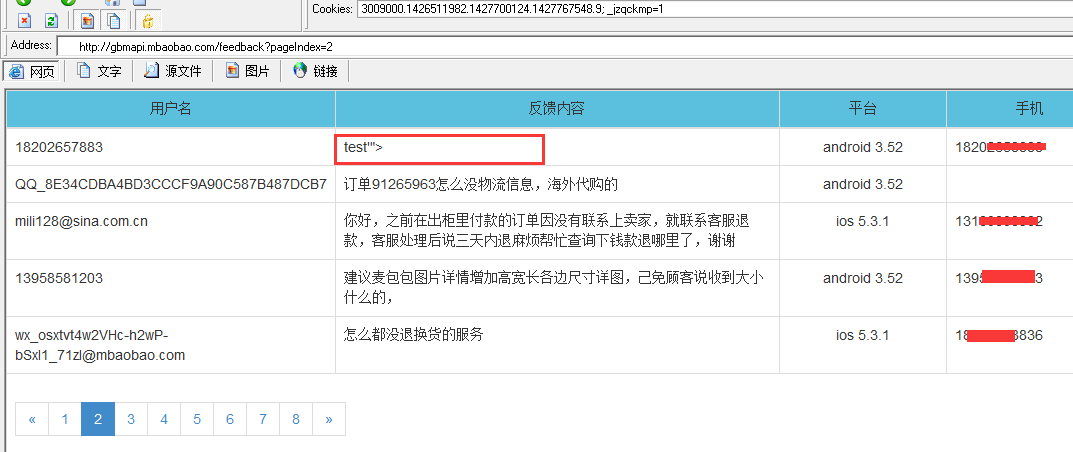 Cookies: 3009000.1426511982.1427700124.1427767548.9; _jzqckmp=1
Address: http://gbmapi.mbaobao.com/feedback?pageIndex=2
网页 文字 源文件 图片 链接
用户名 反馈内容 平台 手机
18202657883 test'"> android 3.52 1820
QQ_8E34CDBA4BD3CCCF9A90C587B487DCB7 订单91265963怎么没物流信息，海外代购的 android 3.52
mili128@sina.com.cn 你好，之前在出柜里付款的订单因没有联系上卖家，就联系客服退 ios 5.3.1
款，客服处理后说三天内退麻烦帮忙查询下钱款退哪里了，谢谢
13958581203 建议麦包包图片详情增加高宽长各边尺寸详图，己免顾客说收到大小 android 3.52 139 3
什么的，
wx_osxtvt4w2VHc-h2wP- 怎么都没退换货的服务 ios 5.3.1 18 3836
bSxl1_71zl@mbaobao.com
« 1 2 3 4 5 6 7 8 »